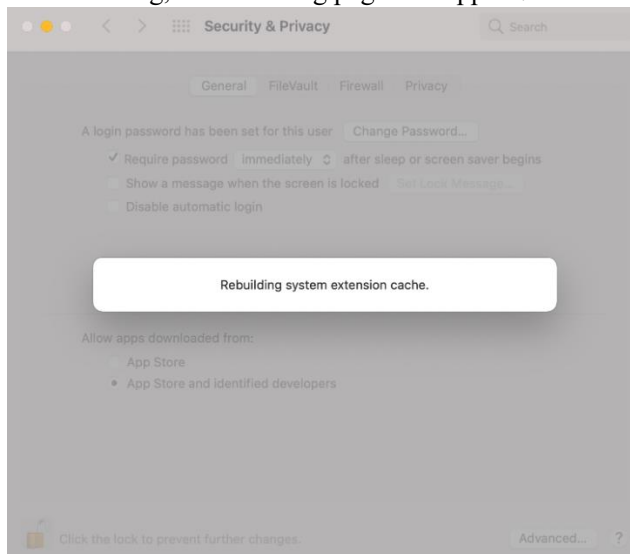 Security & Privacy
Search
General FileVault Firewall Privacy
A login password has been set for this user Change Password...
Require password immediately after sleep or screen saver begins
Show a message when the screen is locked Set Lock Message...
Disable automatic login
Rebuilding system extension cache.
Allow apps downloaded from:
App Store
App Store and identified developers
Click the lock to prevent further changes.
Advanced... ?